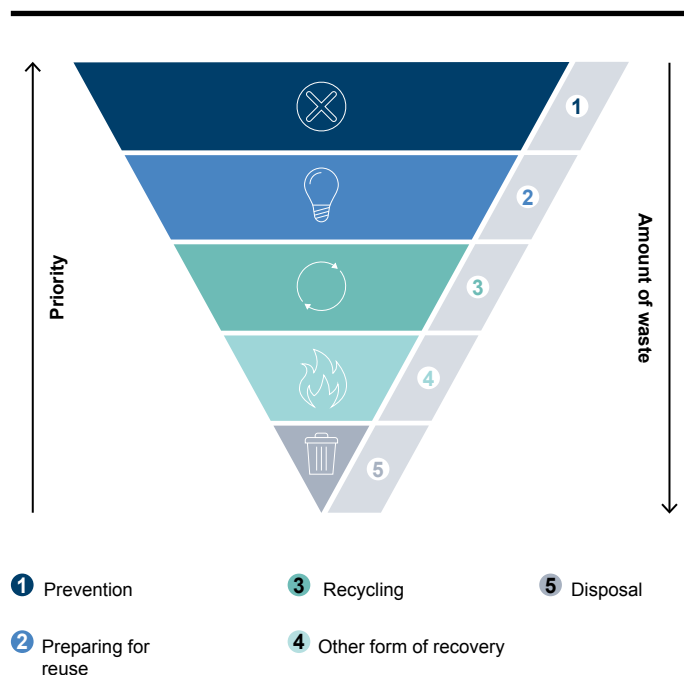 1
2
3
4
5
Priority
Amount of waste
1 Prevention
3 Recycling
5 Disposal
2 Preparing for
reuse
4 Other form of recovery